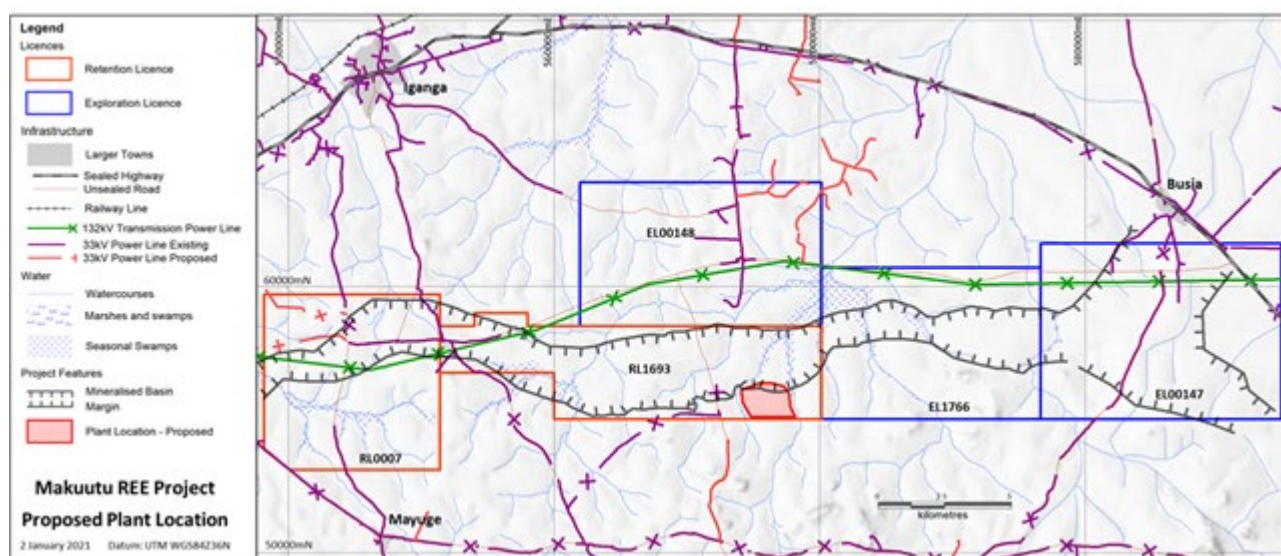 Legend
Licences
Retention Licence
Exploration Licence
Infrastructure
Larger Towns
Sealed Highway
Unsealed Road
Railway Line
132kV Transmission Power Line
33kV Power Line Existing
33kV Power Line Proposed
Water
Watercourses
Marshes and swamps
Seasonal Swamps
Project Features
Mineralised Basin
Margin
Plant Location - Proposed
Makuutu REE Project
Proposed Plant Location
2 January 2021 Datum: UTM WGS84Z36N
Iganga
Busia
EL00148
60000mN
RL1693
EL1766
EL00147
RL0007
Mayuge
kilometres
50000mN